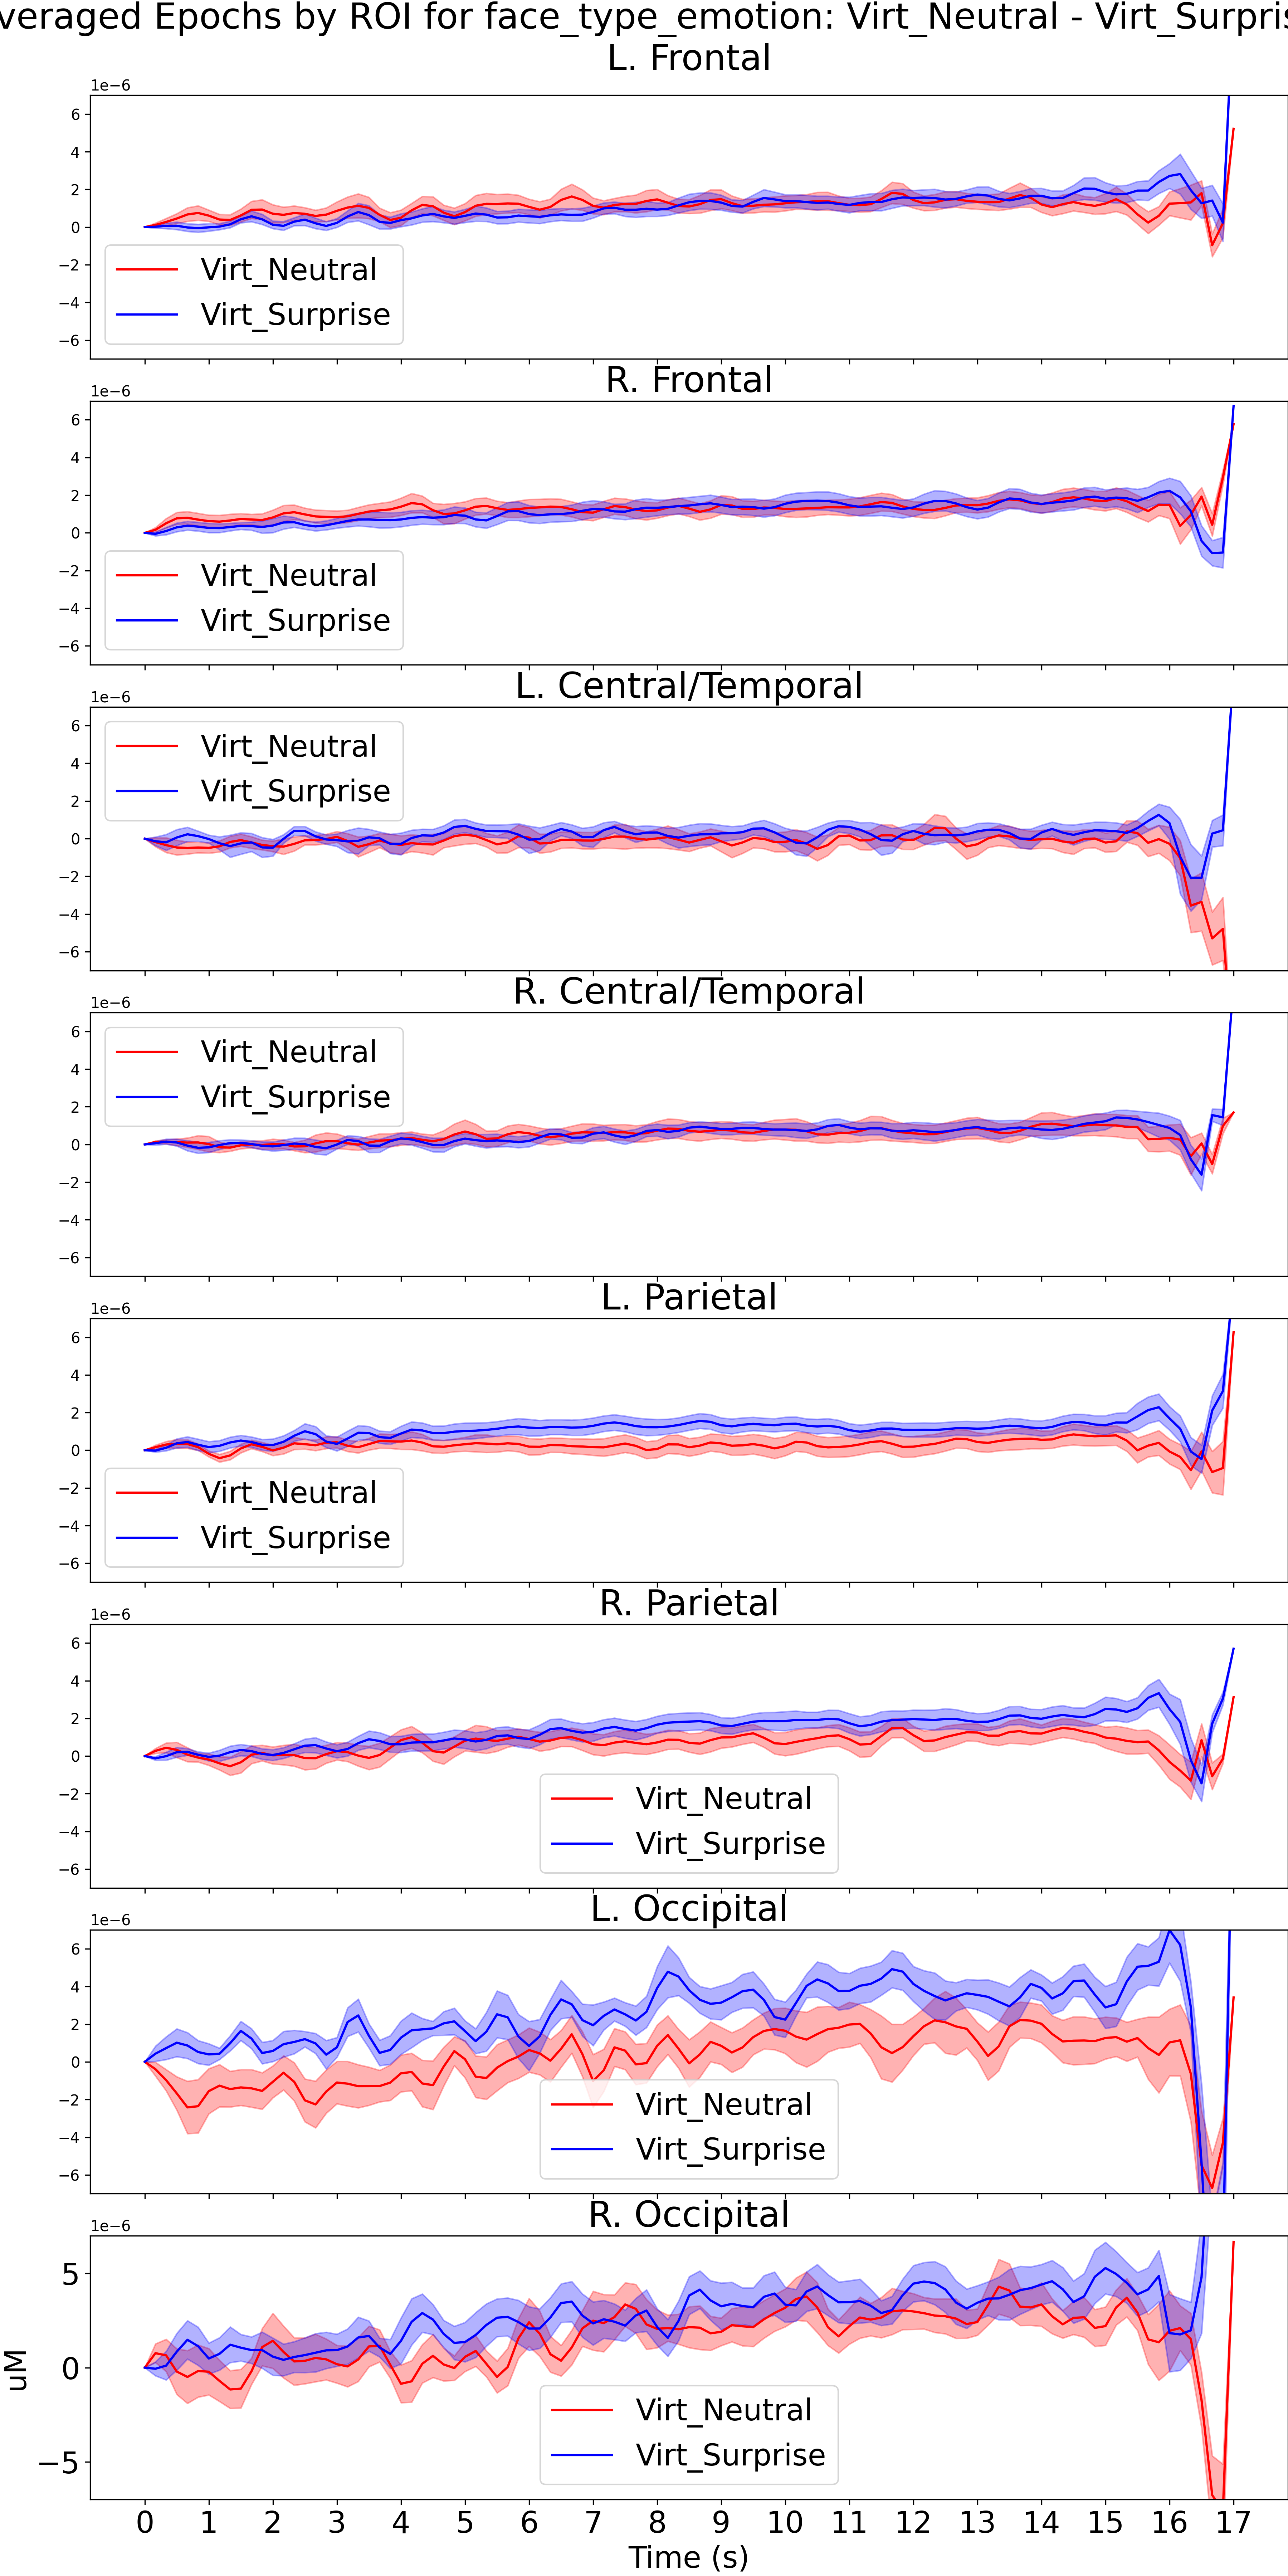 veraged Epochs by ROI for face_type_emotion: Virt_Neutral - Virt_Surpris
L. Frontal
1e−6
6
4
2
0
−2
−4
−6
Virt_Neutral
Virt_Surprise
R. Frontal
1e−6
6
4
2
0
−2
−4
−6
Virt_Neutral
Virt_Surprise
L. Central/Temporal
1e−6
6
4
2
0
−2
−4
−6
Virt_Neutral
Virt_Surprise
R. Central/Temporal
1e−6
6
4
2
0
−2
−4
−6
Virt_Neutral
Virt_Surprise
L. Parietal
1e−6
6
4
2
0
−2
−4
−6
Virt_Neutral
Virt_Surprise
R. Parietal
1e−6
6
4
2
0
−2
−4
−6
Virt_Neutral
Virt_Surprise
L. Occipital
1e−6
6
4
2
0
−2
−4
−6
Virt_Neutral
Virt_Surprise
R. Occipital
1e−6
5
0
−5
uM
Virt_Neutral
Virt_Surprise
0 1 2 3 4 5 6 7 8 9 10 11 12 13 14 15 16 17
Time (s)